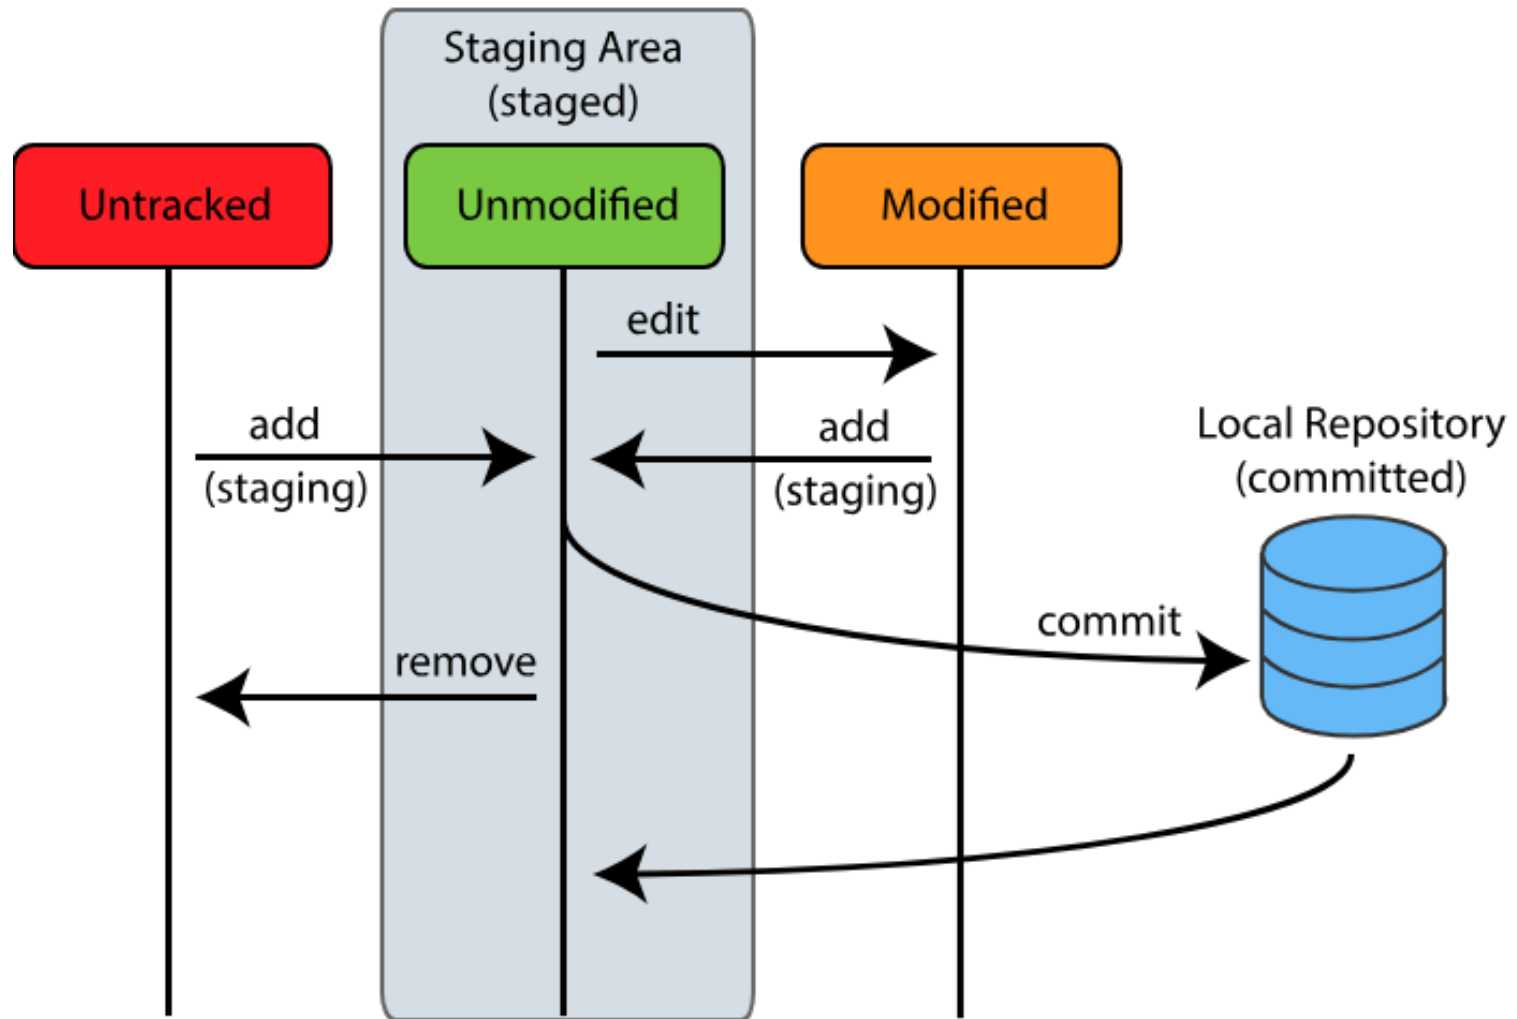 Staging Area
(staged)
Untracked
Unmodified
Modified
edit
add
(staging)
add
(staging)
Local Repository
(committed)
commit
remove